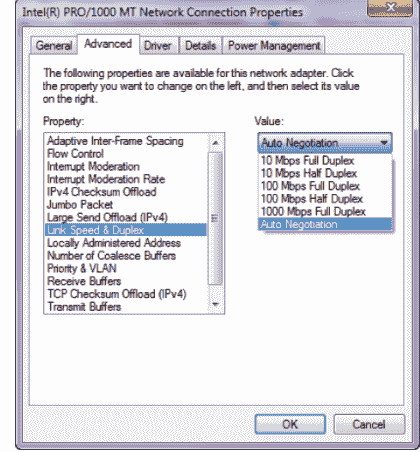 Intel(R) PRO/1000 MT Network Connection Properties
General Advanced Driver Details Power Management
The following properties are available for this network adapter. Click
the property you want to change on the left, and then select its value
on the right.
Property:
Adaptive Inter-Frame Spacing
Flow Control
Interrupt Moderation
Interrupt Moderation Rate
IPv4 Checksum Offload
Jumbo Packet
Large Send Offload (IPv4)
Link Speed & Duplex
Locally Administered Address
Number of Coalesce Buffers
Priority & VLAN
Receive Buffers
TCP Checksum Offload (IPv4)
Transmit Buffers
Value:
Auto Negotiation
10 Mbps Full Duplex
10 Mbps Half Duplex
100 Mbps Full Duplex
100 Mbps Half Duplex
1000 Mbps Full Duplex
Auto Negotiation
OK Cancel